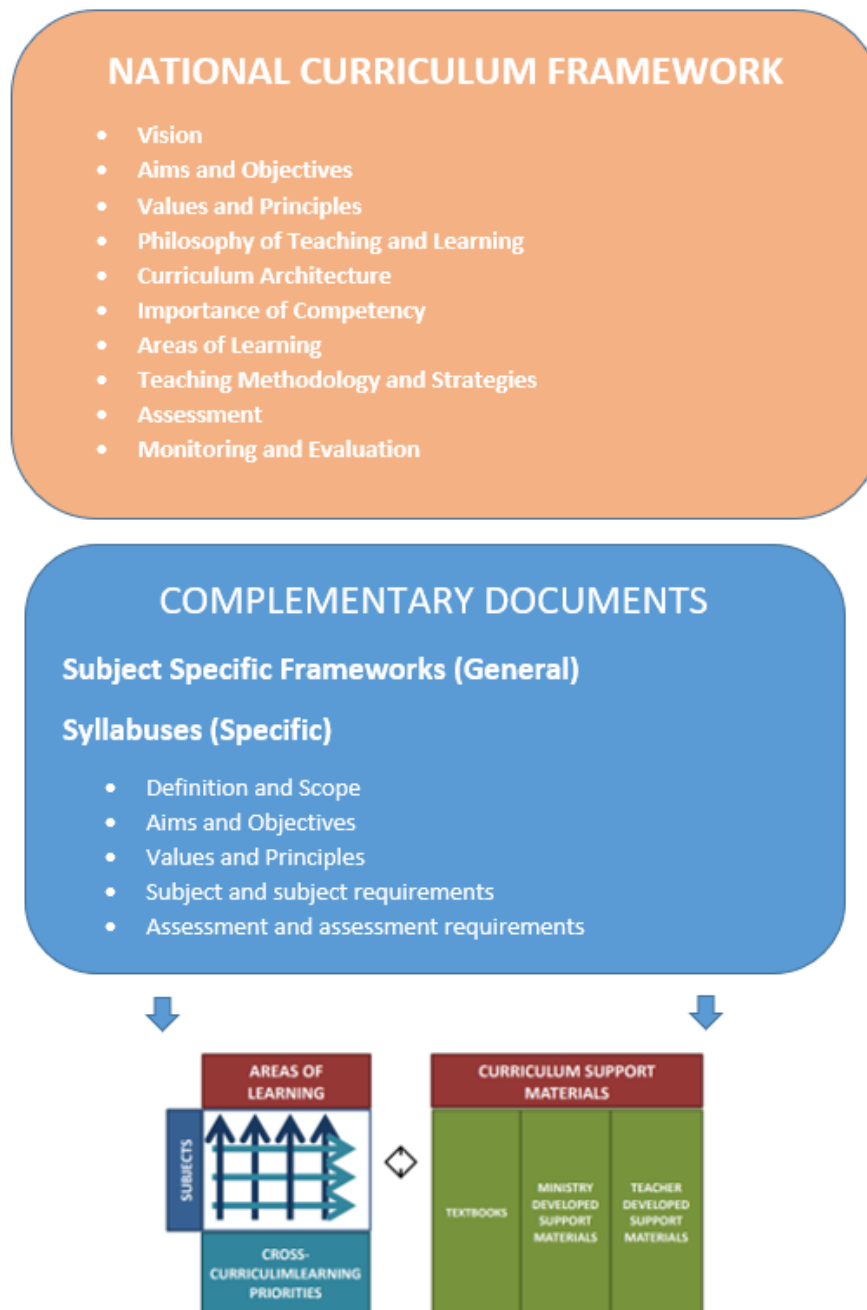 NATIONAL CURRICULUM FRAMEWORK
• Vision
• Aims and Objectives
• Values and Principles
• Philosophy of Teaching and Learning
• Curriculum Architecture
• Importance of Competency
• Areas of Learning
• Teaching Methodology and Strategies
• Assessment
• Monitoring and Evaluation
COMPLEMENTARY DOCUMENTS
Subject Specific Frameworks (General)
Syllabuses (Specific)
• Definition and Scope
• Aims and Objectives
• Values and Principles
• Subject and subject requirements
• Assessment and assessment requirements
AREAS OF
LEARNING
SUBJECTS
CROSS-
CURRICULIMLEARNING
PRIORITIES
CURRICULUM SUPPORT
MATERIALS
TEXTBOOKS
MINISTRY
DEVELOPED
SUPPORT
MATERIALS
TEACHER
DEVELOPED
SUPPORT
MATERIALS